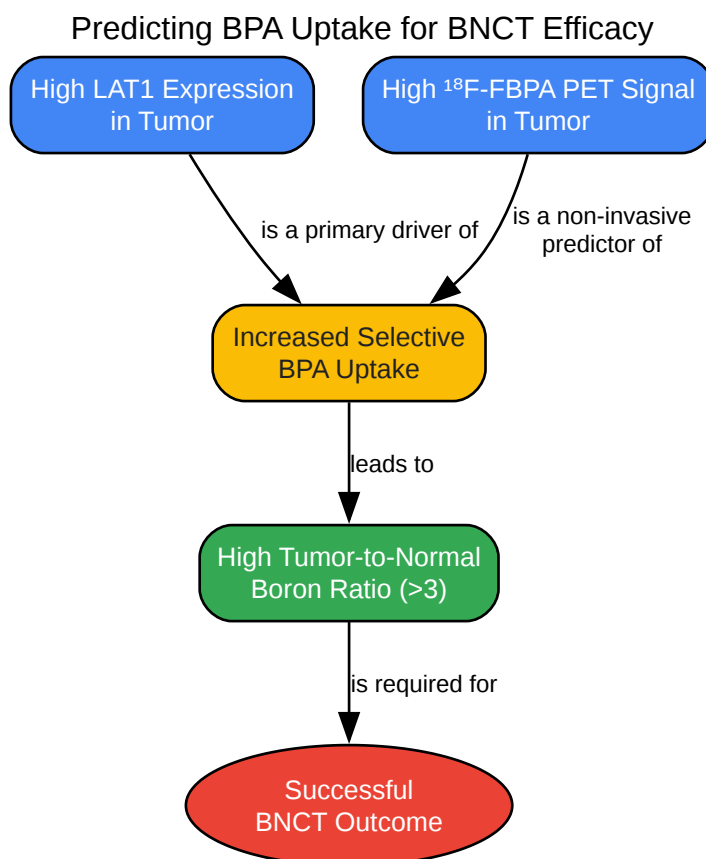 Predicting BPA Uptake for BNCT Efficacy
High LAT1 Expression
in Tumor
High ¹⁸F-FBPA PET Signal
in Tumor
is a primary driver of
is a non-invasive
predictor of
Increased Selective
BPA Uptake
leads to
High Tumor-to-Normal
Boron Ratio (>3)
is required for
Successful
BNCT Outcome